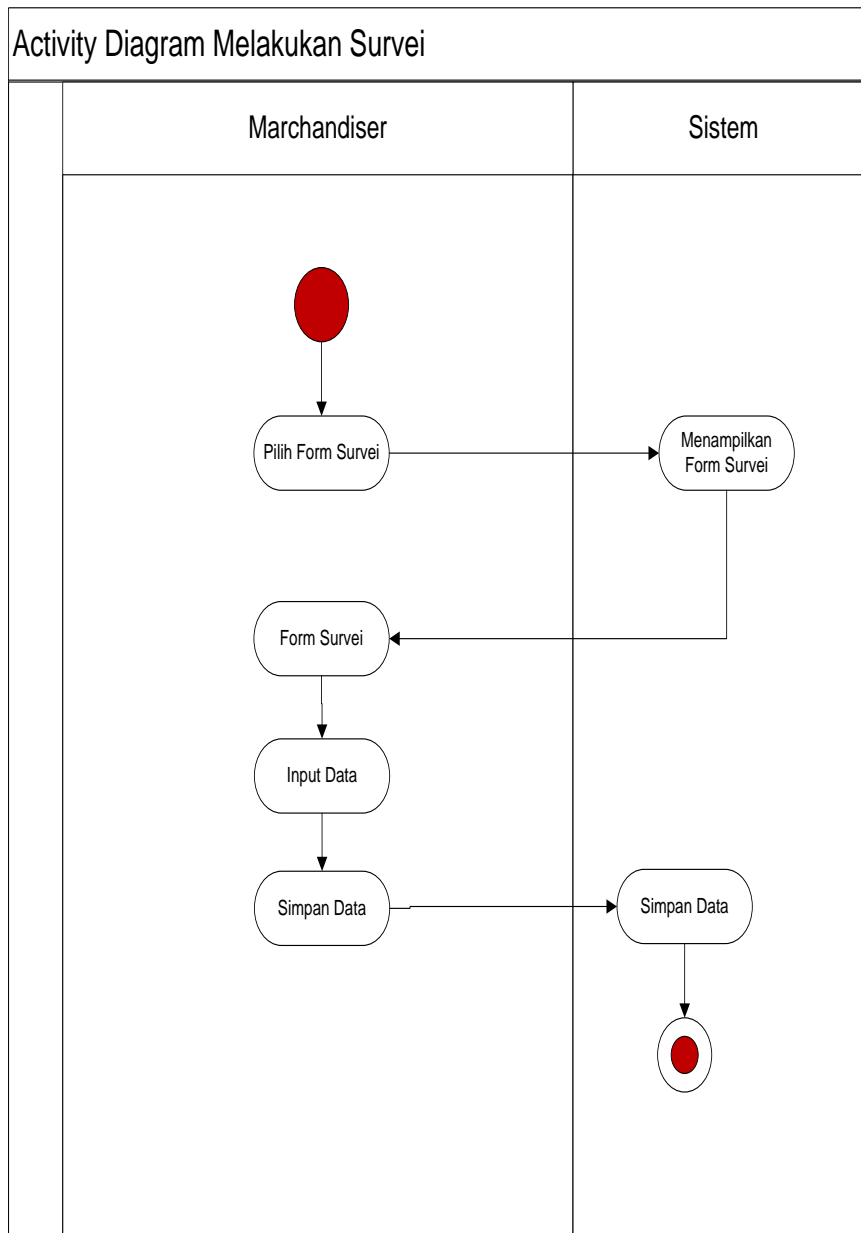 Activity Diagram Melakukan Survei
Marchandiser
Sistem
Pilih Form Survei
Menampilkan
Form Survei
Form Survei
Input Data
Simpan Data
Simpan Data